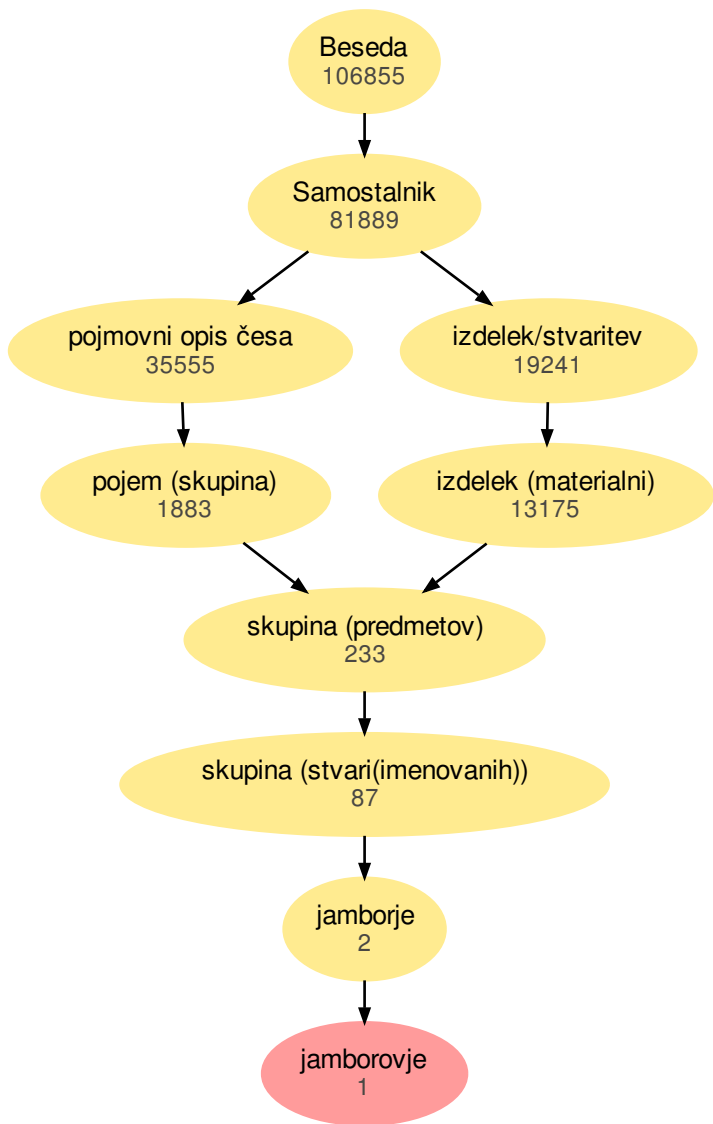 Beseda
106855
Samostalnik
81889
pojmovni opis česa
35555
izdelek/stvaritev
19241
pojem (skupina)
1883
izdelek (materialni)
13175
skupina (predmetov)
233
skupina (stvari(imenovanih))
87
jamborje
2
jamborovje
1